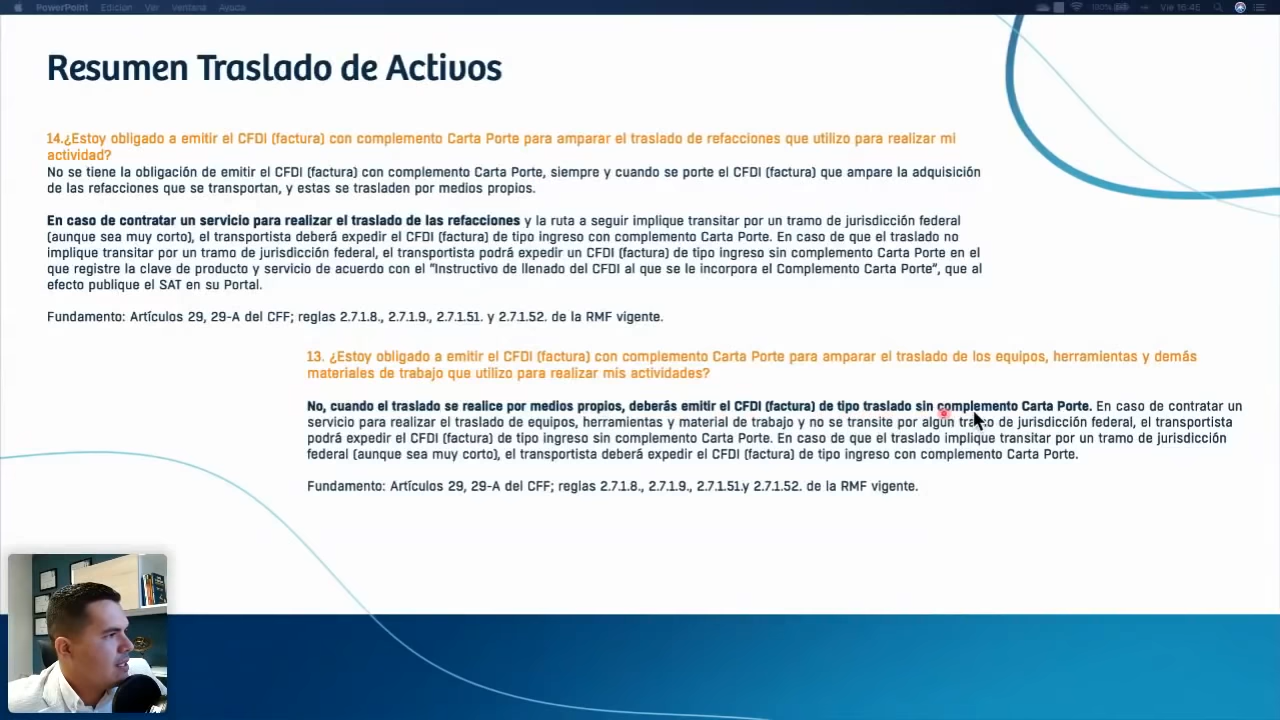 PowerPoint Edición Ver Ventana Ayuda 100% Vie 16:45
Resumen Traslado de Activos
14.¿Estoy obligado a emitir el CFDI (factura) con complemento Carta Porte para amparar el traslado de refacciones que utilizo para realizar mi
actividad?
No se tiene la obligación de emitir el CFDI (factura) con complemento Carta Porte, siempre y cuando se porte el CFDI (factura) que ampare la adquisición
de las refacciones que se transportan, y estas se trasladen por medios propios.
En caso de contratar un servicio para realizar el traslado de las refacciones y la ruta a seguir implique transitar por un tramo de jurisdicción federal
(aunque sea muy corto), el transportista deberá expedir el CFDI (factura) de tipo ingreso con complemento Carta Porte. En caso de que el traslado no
implique transitar por un tramo de jurisdicción federal, el transportista podrá expedir un CFDI (factura) de tipo ingreso sin complemento Carta Porte en el
que registre la clave de producto y servicio de acuerdo con el “Instructivo de llenado del CFDI al que se le incorpora el Complemento Carta Porte”, que al
efecto publique el SAT en su Portal.
Fundamento: Artículos 29, 29-A del CFF; reglas 2.7.1.8., 2.7.1.9., 2.7.1.51. y 2.7.1.52. de la RMF vigente.
13. ¿Estoy obligado a emitir el CFDI (factura) con complemento Carta Porte para amparar el traslado de los equipos, herramientas y demás
materiales de trabajo que utilizo para realizar mis actividades?
No, cuando el traslado se realice por medios propios, deberás emitir el CFDI (factura) de tipo traslado sin complemento Carta Porte. En caso de contratar un
servicio para realizar el traslado de equipos, herramientas y material de trabajo y no se transite por algún tramo de jurisdicción federal, el transportista
podrá expedir el CFDI (factura) de tipo ingreso sin complemento Carta Porte. En caso de que el traslado implique transitar por un tramo de jurisdicción
federal (aunque sea muy corto), el transportista deberá expedir el CFDI (factura) de tipo ingreso con complemento Carta Porte.
Fundamento: Artículos 29, 29-A del CFF; reglas 2.7.1.8., 2.7.1.9., 2.7.1.51.y 2.7.1.52. de la RMF vigente.